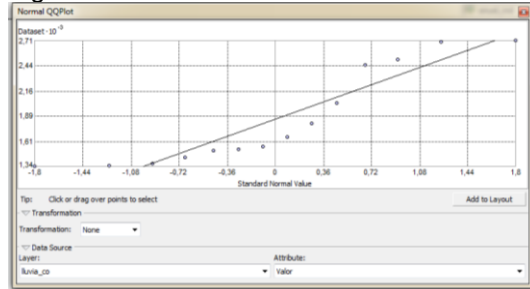 Normal QQPlot
Dataset · 10⁻³
2,71
2,44
2,16
1,89
1,61
1,34
-1,8 -1,44 -1,08 -0,72 -0,36 0 0,36 0,72 1,08 1,44 1,8
Standard Normal Value
Tip: Click or drag over points to select Add to Layout
Transformation
Transformation: None
Data Source
Layer: Attribute:
lluvia_co Valor